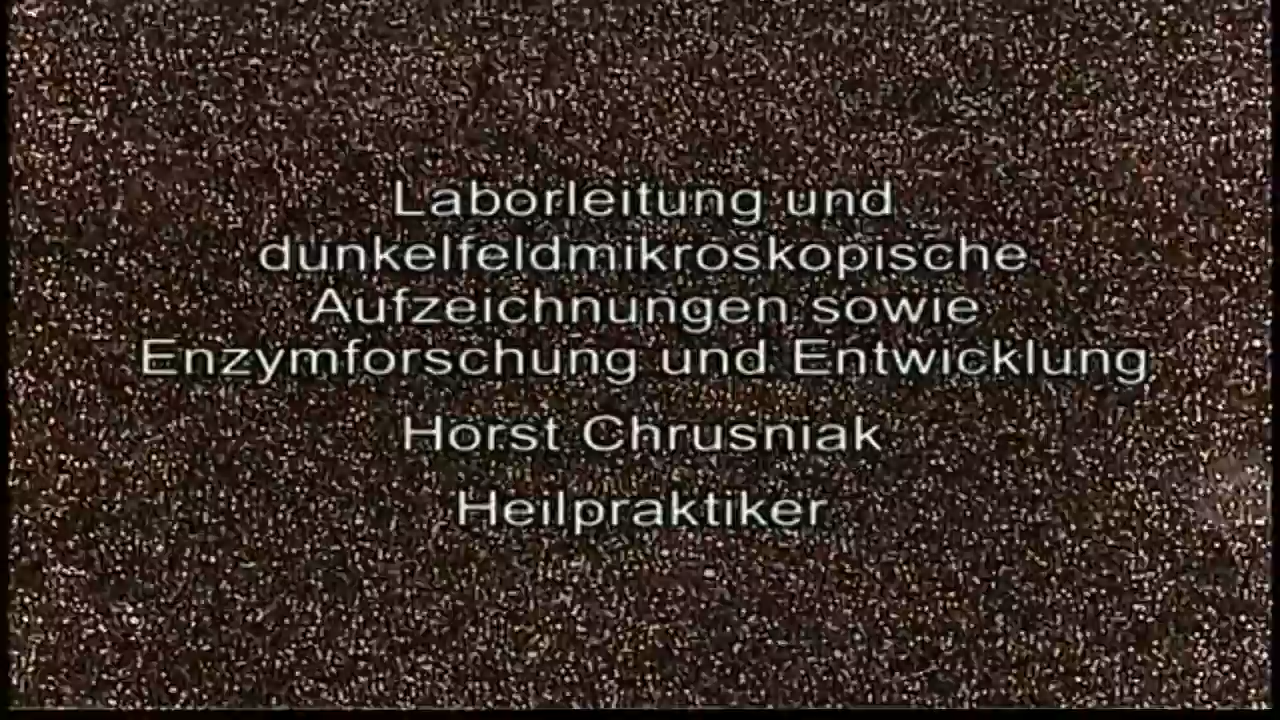 Laborleitung und
dunkelfeldmikroskopische
Aufzeichnungen sowie
Enzymforschung und Entwicklung
Horst Chrusniak
Heilpraktiker